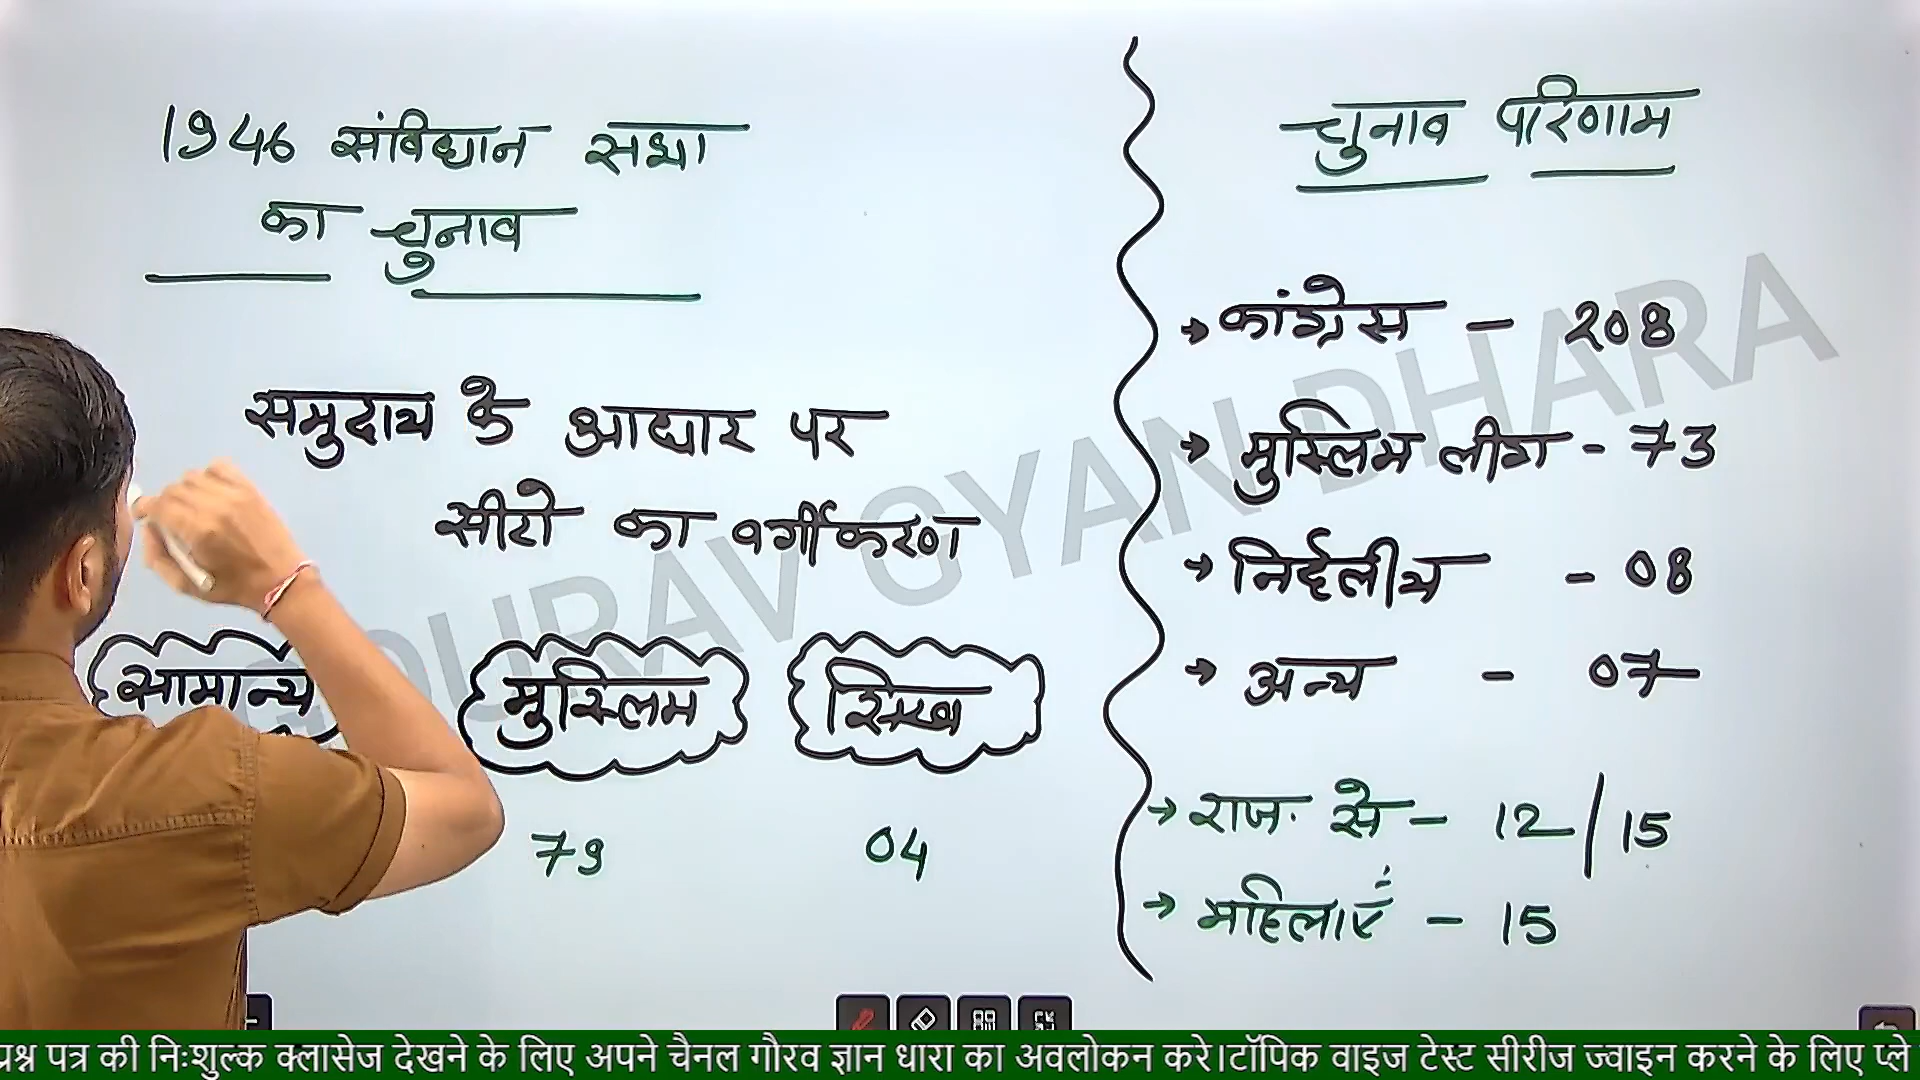 1946 संविधान सभा
का चुनाव
समुदाय के आधार पर
सीटो का वर्गीकरण
सामान्य
मुस्लिम
सिख
79
04
चुनाव परिणाम
→ कांग्रेस - 208
→ मुस्लिम लीग - 73
→ निर्दलीय - 08
→ अन्य - 07
→ राज. से - 12/15
→ महिलाएँ - 15
GOURAV GYAN DHARA
प्रश्न पत्र की निःशुल्क क्लासेज देखने के लिए अपने चैनल गौरव ज्ञान धारा का अवलोकन करे।टॉपिक वाइज टेस्ट सीरीज ज्वाइन करने के लिए प्ले